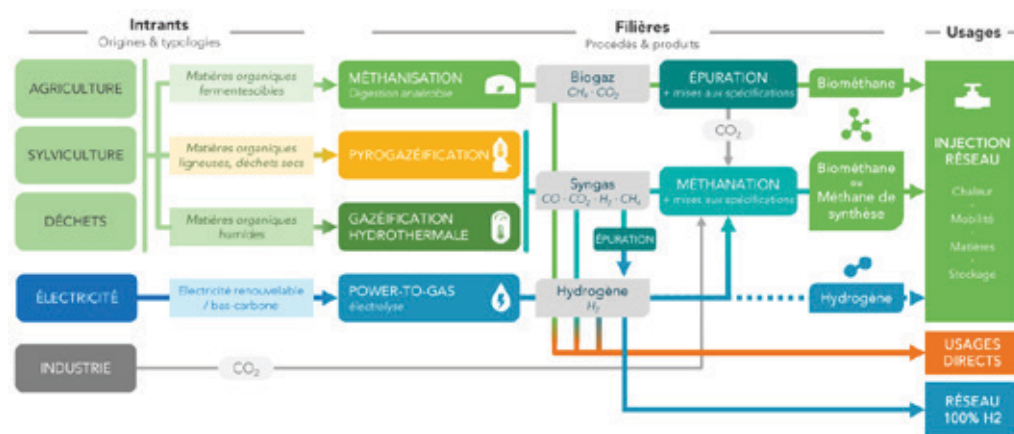 Intrants
Origines & typologies
Filières
Procédés & produits
Usages
AGRICULTURE
SYLVICULTURE
DÉCHETS
ÉLECTRICITÉ
INDUSTRIE
Matières organiques
fermentescibles
Matières organiques
ligneuses, déchets secs
Matières organiques
humides
Electricité renouvelable
/ bas-carbone
CO₂
MÉTHANISATION
Digestion anaérobie
PYROGAZÉIFICATION
GAZÉIFICATION
HYDROTHERMALE
POWER-TO-GAS
électrolyse
Biogaz
CH₄ · CO₂
Syngas
CO · CO₂ · H₂ · CH₄
ÉPURATION
Hydrogène
H₂
ÉPURATION
+ mises aux spécifications
CO₂
MÉTHANATION
+ mises aux spécifications
Biométhane
Biométhane
ou
Méthane de
synthèse
Hydrogène
INJECTION
RÉSEAU
Chaleur
-
Mobilité
-
Matières
-
Stockage
USAGES
DIRECTS
RÉSEAU
100% H2